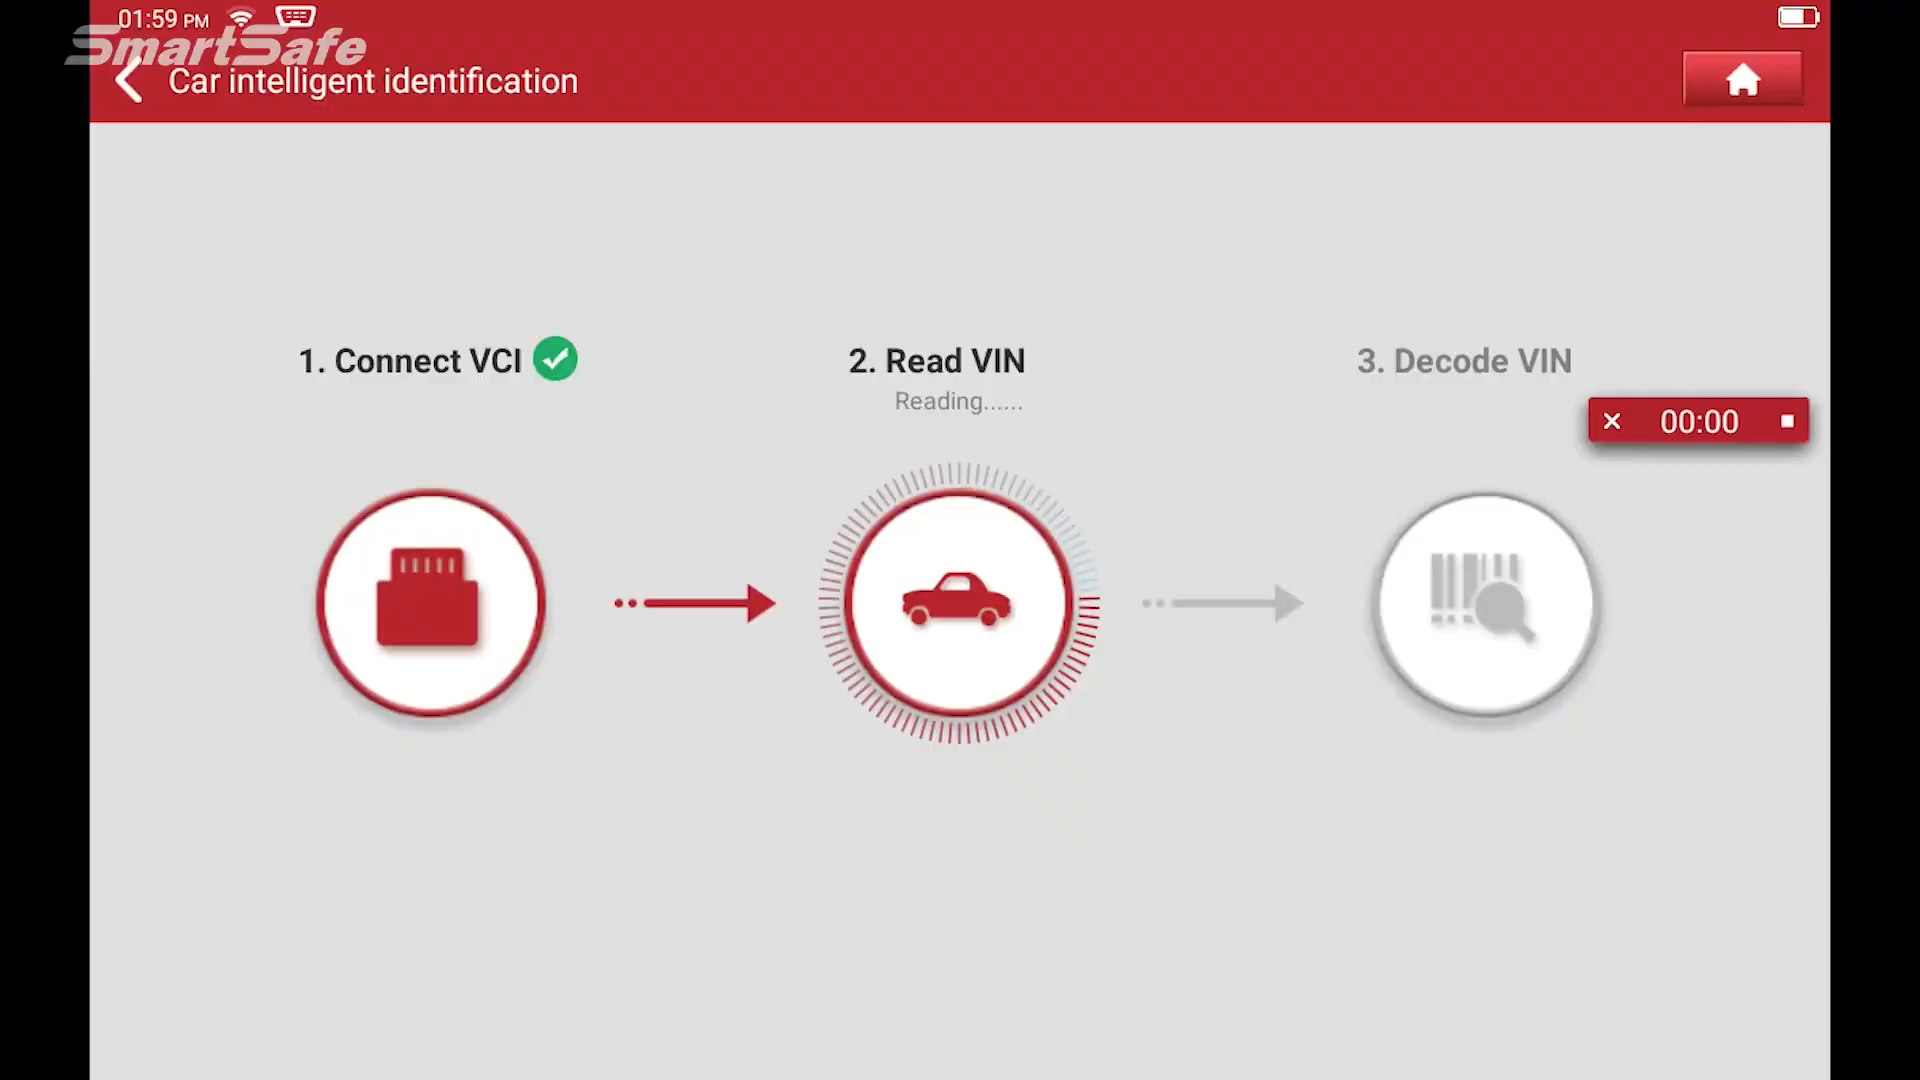 01:59 PM
SmartSafe
Car intelligent identification
1. Connect VCI
2. Read VIN
Reading......
3. Decode VIN
00:00